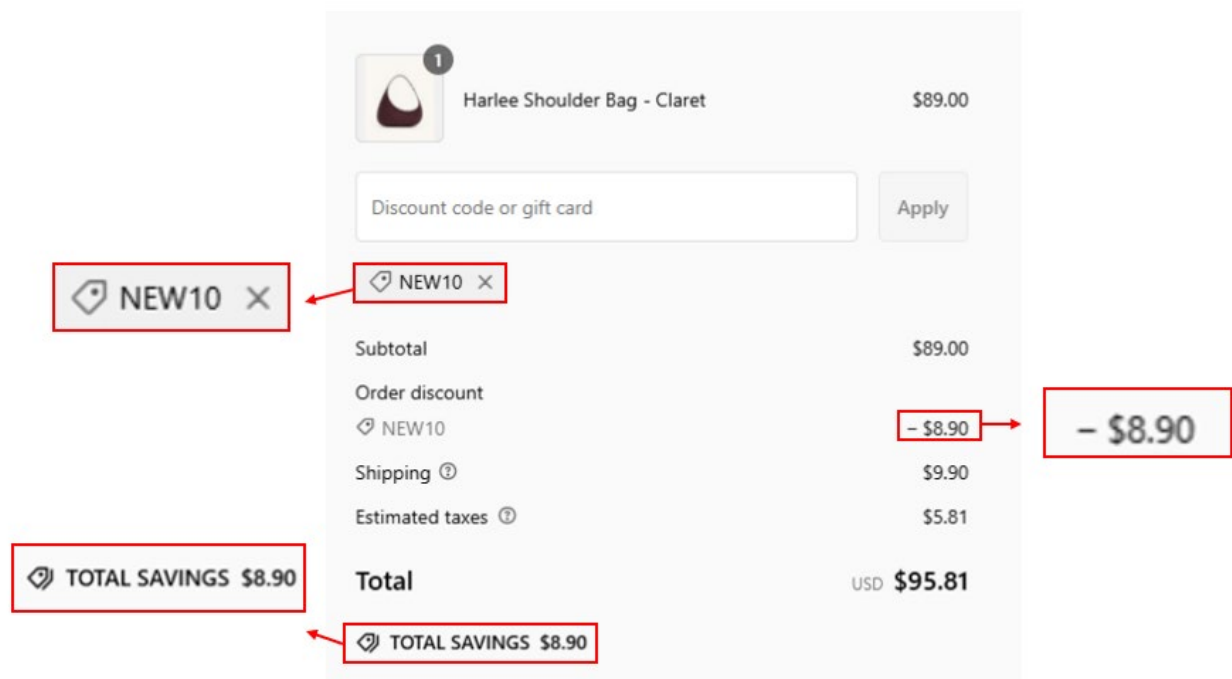 1
Harlee Shoulder Bag - Claret $89.00
Discount code or gift card Apply
NEW10 × NEW10 ×
Subtotal $89.00
Order discount
NEW10 – $8.90 – $8.90
Shipping ? $9.90
Estimated taxes ? $5.81
TOTAL SAVINGS $8.90 Total USD $95.81
TOTAL SAVINGS $8.90